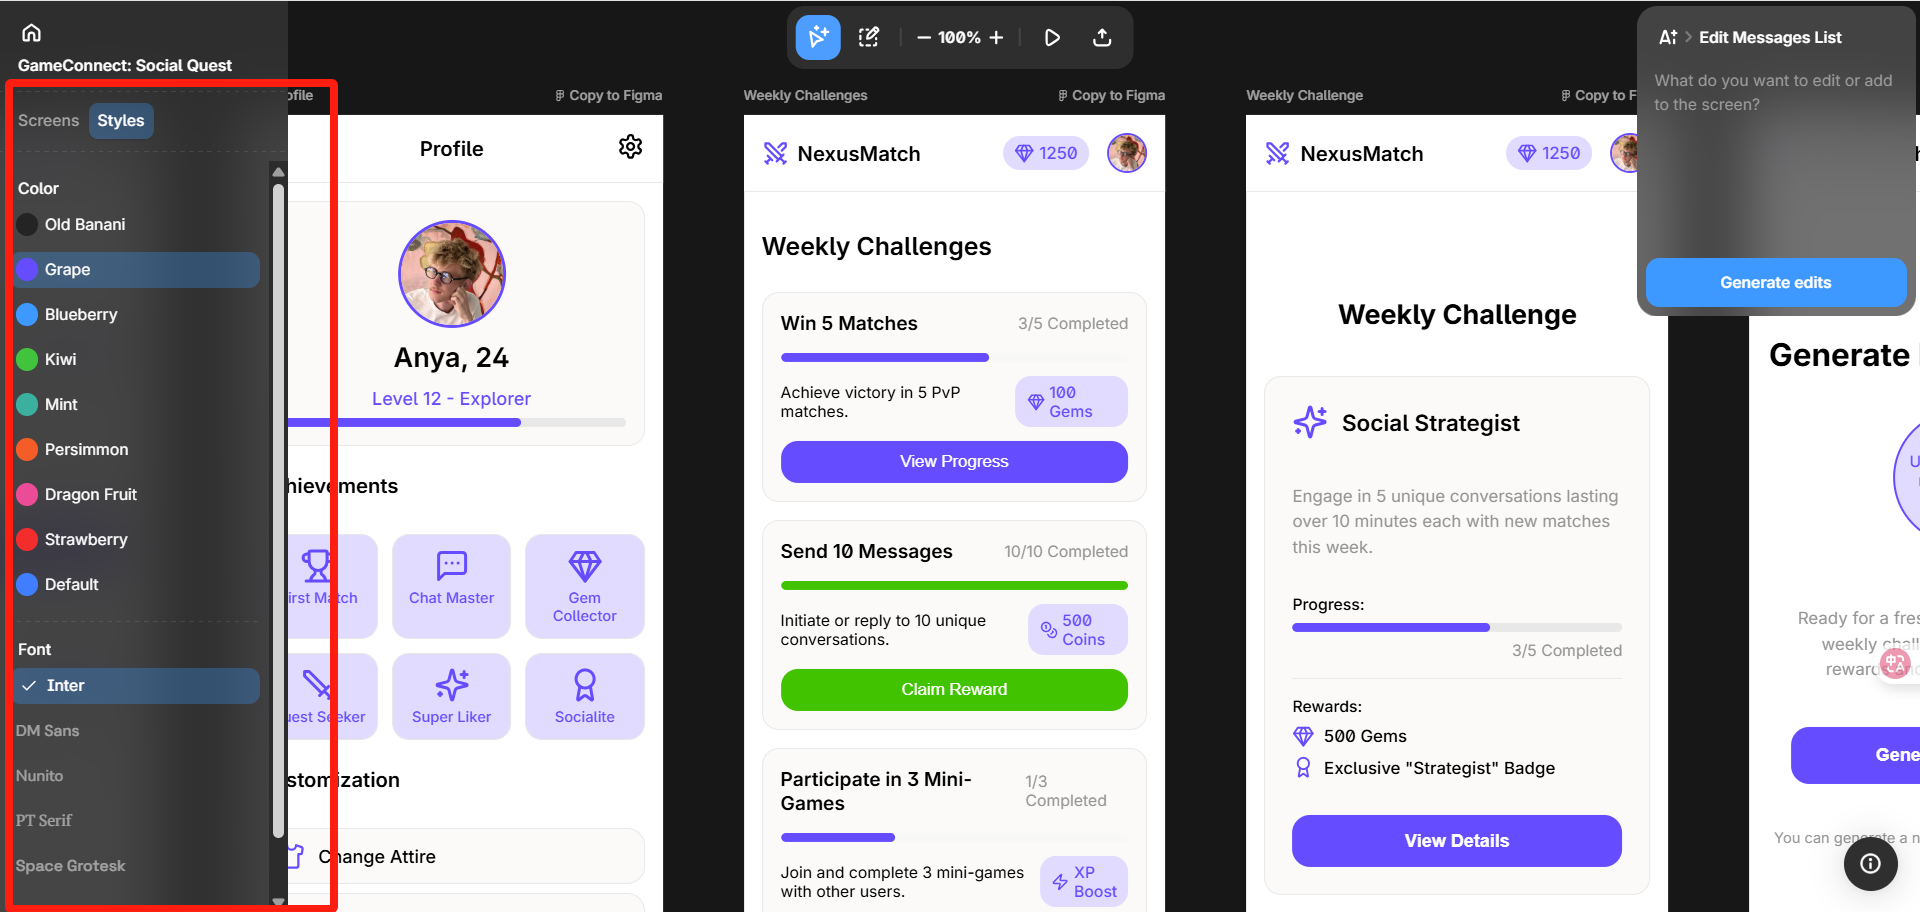 GameConnect: Social Quest
Screens
Styles
Color
Old Banani
Grape
Blueberry
Kiwi
Mint
Persimmon
Dragon Fruit
Strawberry
Default
Font
Inter
DM Sans
Nunito
PT Serif
Space Grotesk
100%
ofile
Copy to Figma
Profile
Anya, 24
Level 12 - Explorer
hievements
irst Match
Chat Master
Gem
Collector
uest Seeker
Super Liker
Socialite
stomization
Change Attire
Weekly Challenges
Copy to Figma
NexusMatch
1250
Weekly Challenges
Win 5 Matches
3/5 Completed
Achieve victory in 5 PvP
matches.
100
Gems
View Progress
Send 10 Messages
10/10 Completed
Initiate or reply to 10 unique
conversations.
500
Coins
Claim Reward
Participate in 3 Mini-
Games
1/3
Completed
Join and complete 3 mini-games
with other users.
XP
Boost
Weekly Challenge
Copy to F
NexusMatch
1250
Weekly Challenge
Social Strategist
Engage in 5 unique conversations lasting
over 10 minutes each with new matches
this week.
Progress:
3/5 Completed
Rewards:
500 Gems
Exclusive "Strategist" Badge
View Details
Edit Messages List
What do you want to edit or add
to the screen?
Generate edits
Generate
U
Ready for a fres
weekly chall
rewards
Gene
You can generate a n